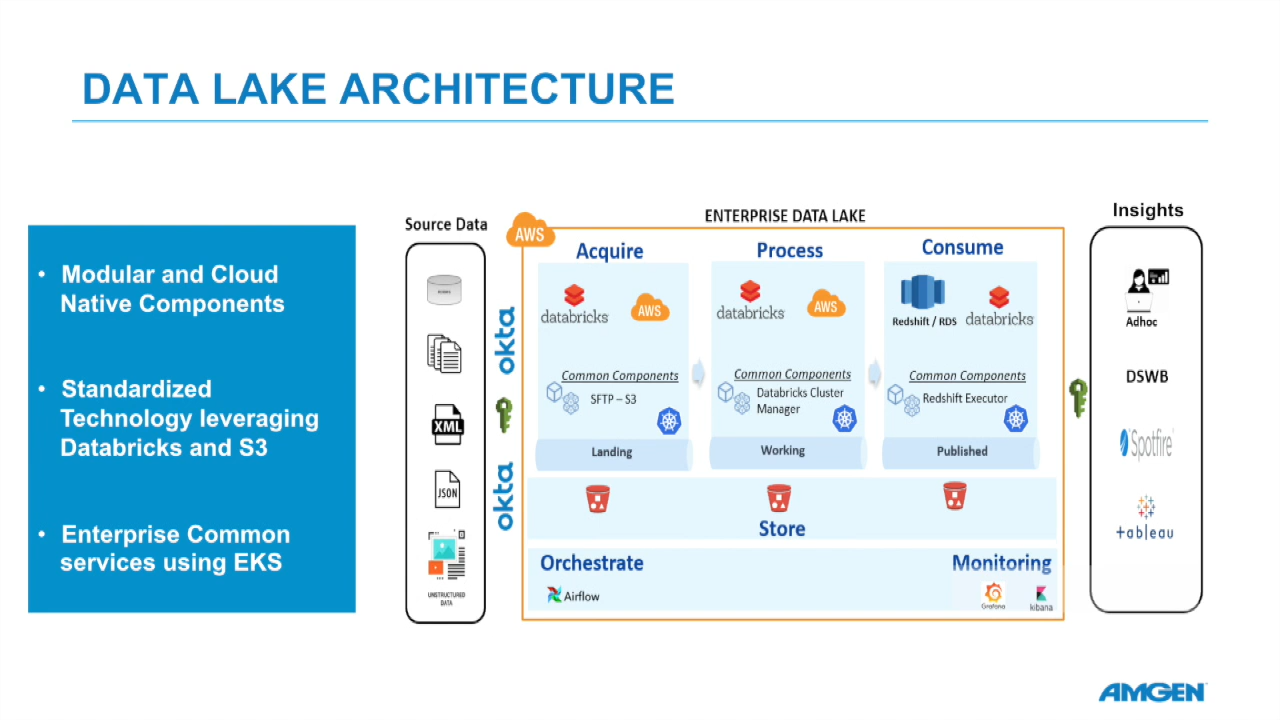 DATA LAKE ARCHITECTURE
• Modular and Cloud
Native Components
• Standardized
Technology leveraging
Databricks and S3
• Enterprise Common
services using EKS
Source Data
XML
JSON
UNSTRUCTURED
DATA
okta
okta
AWS
ENTERPRISE DATA LAKE
Acquire
databricks
AWS
Common Components
SFTP – S3
Landing
Process
databricks
AWS
Common Components
Databricks Cluster
Manager
Working
Consume
Redshift / RDS
databricks
Common Components
Redshift Executor
Published
Store
Orchestrate
Airflow
Monitoring
Grafana
kibana
Insights
Adhoc
DSWB
Spotfire
+ableau
AMGEN